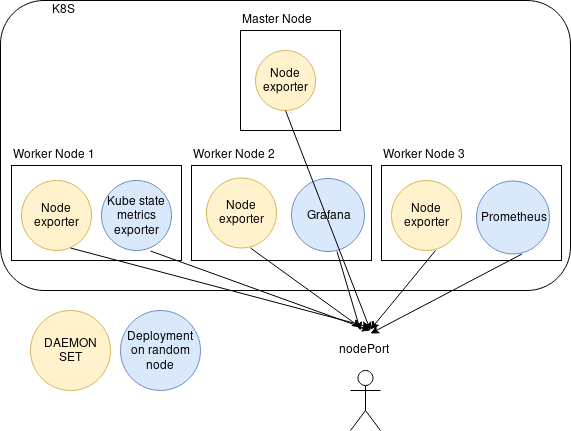 K8S
Master Node
Node
exporter
Worker Node 1
Worker Node 2
Worker Node 3
Node
exporter
Kube state
metrics
exporter
Node
exporter
Grafana
Node
exporter
Prometheus
DAEMON
SET
Deployment
on random
node
nodePort